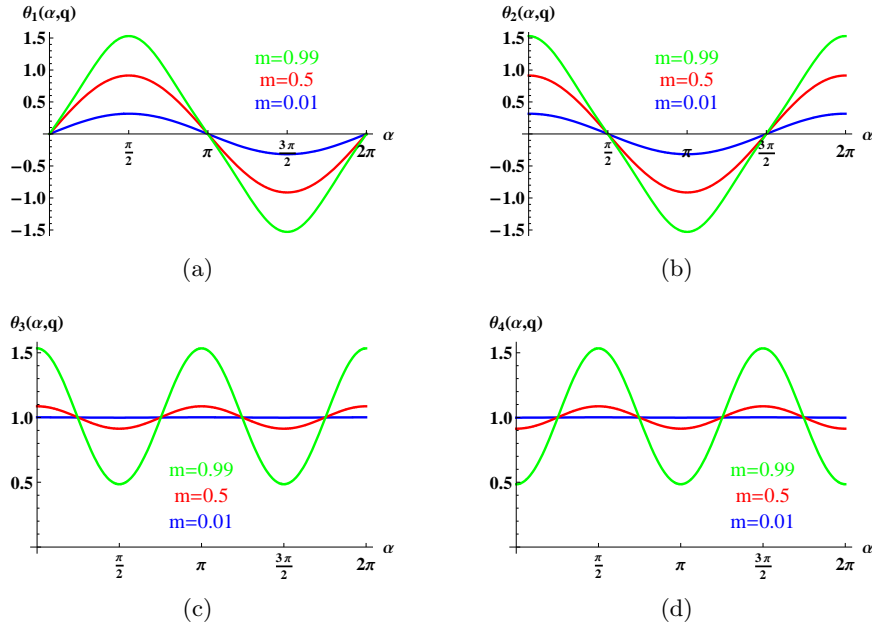 θ1(α,q)
1.5
1.0
0.5
−0.5
−1.0
−1.5
π/2
π
3π/2
2π
α
m=0.99
m=0.5
m=0.01
(a)
θ2(α,q)
1.5
1.0
0.5
−0.5
−1.0
−1.5
π/2
π
3π/2
2π
α
m=0.99
m=0.5
m=0.01
(b)
θ3(α,q)
1.5
1.0
0.5
m=0.99
m=0.5
m=0.01
π/2
π
3π/2
2π
α
(c)
θ4(α,q)
1.5
1.0
0.5
m=0.99
m=0.5
m=0.01
π/2
π
3π/2
2π
α
(d)